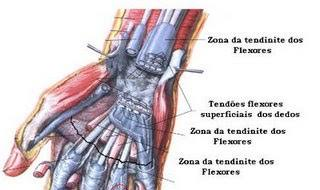 Zona da tendinite dos
Flexores
Tendões flexores
superficiais dos dedos
Zona da tendinite dos
Flexores
Zona da tendinite dos
Flexores